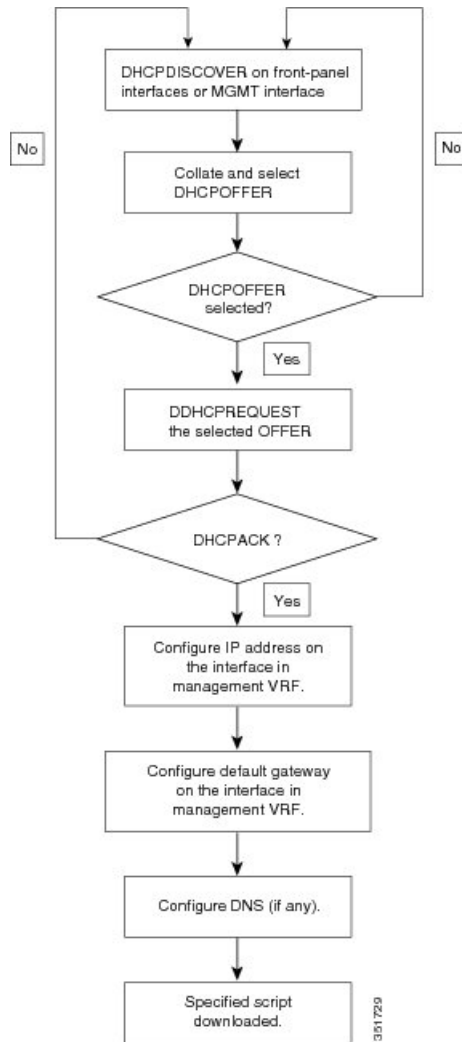 DHCPDISCOVER on front-panel
interfaces or MGMT interface
No
No
Collate and select
DHCPOFFER
DHCPOFFER
selected?
Yes
DDHCPREQUEST
the selected OFFER
DHCPACK ?
Yes
Configure IP address on
the interface in
management VRF.
Configure default gateway
on the interface in
management VRF.
Configure DNS (if any).
Specified script
downloaded.
351729